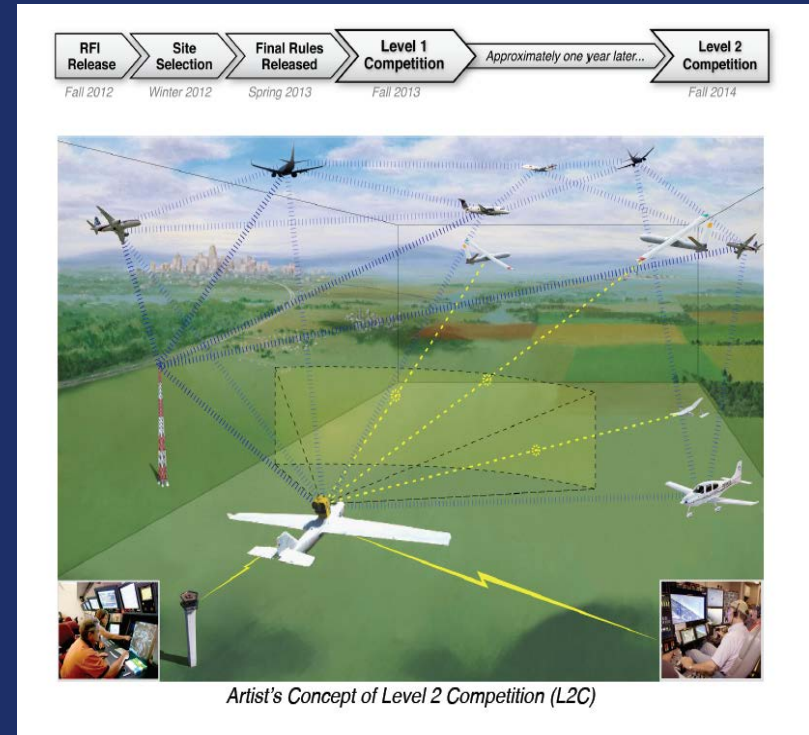 RFI
Release
Site
Selection
Final Rules
Released
Level 1
Competition
Approximately one year later...
Level 2
Competition
Fall 2012
Winter 2012
Spring 2013
Fall 2013
Fall 2014
Artist's Concept of Level 2 Competition (L2C)